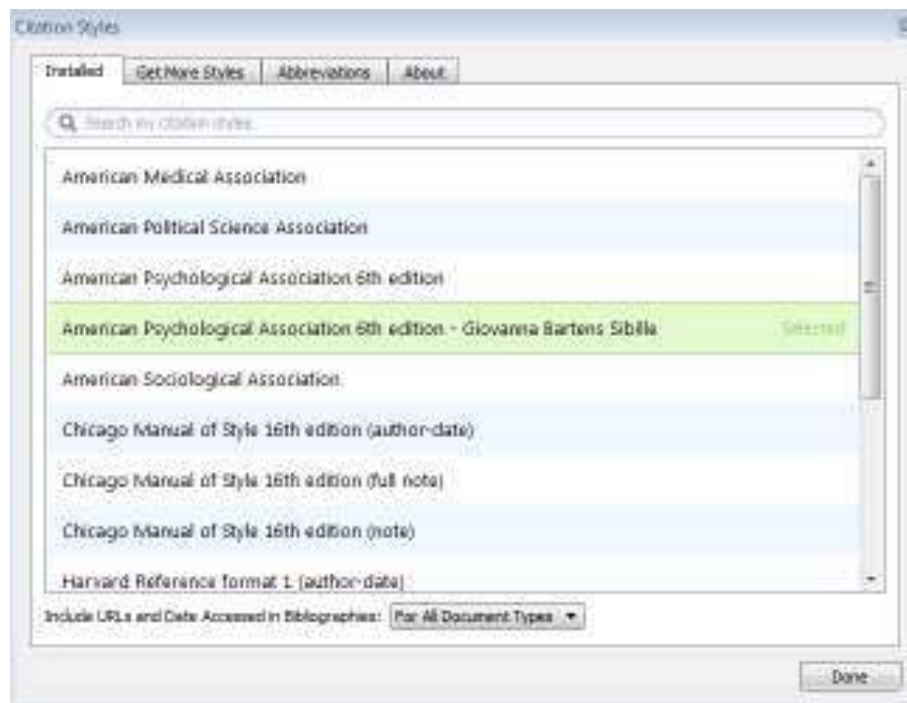 Citation Styles
Installed Get More Styles Abbreviations About
Search my citation styles
American Medical Association
American Political Science Association
American Psychological Association 6th edition
American Psychological Association 6th edition - Giovanna Bartens Sibille Selected
American Sociological Association
Chicago Manual of Style 16th edition (author-date)
Chicago Manual of Style 16th edition (full note)
Chicago Manual of Style 16th edition (note)
Harvard Reference format 1 (author-date)
Include URLs and Date Accessed in Bibliographies: For All Document Types
Done